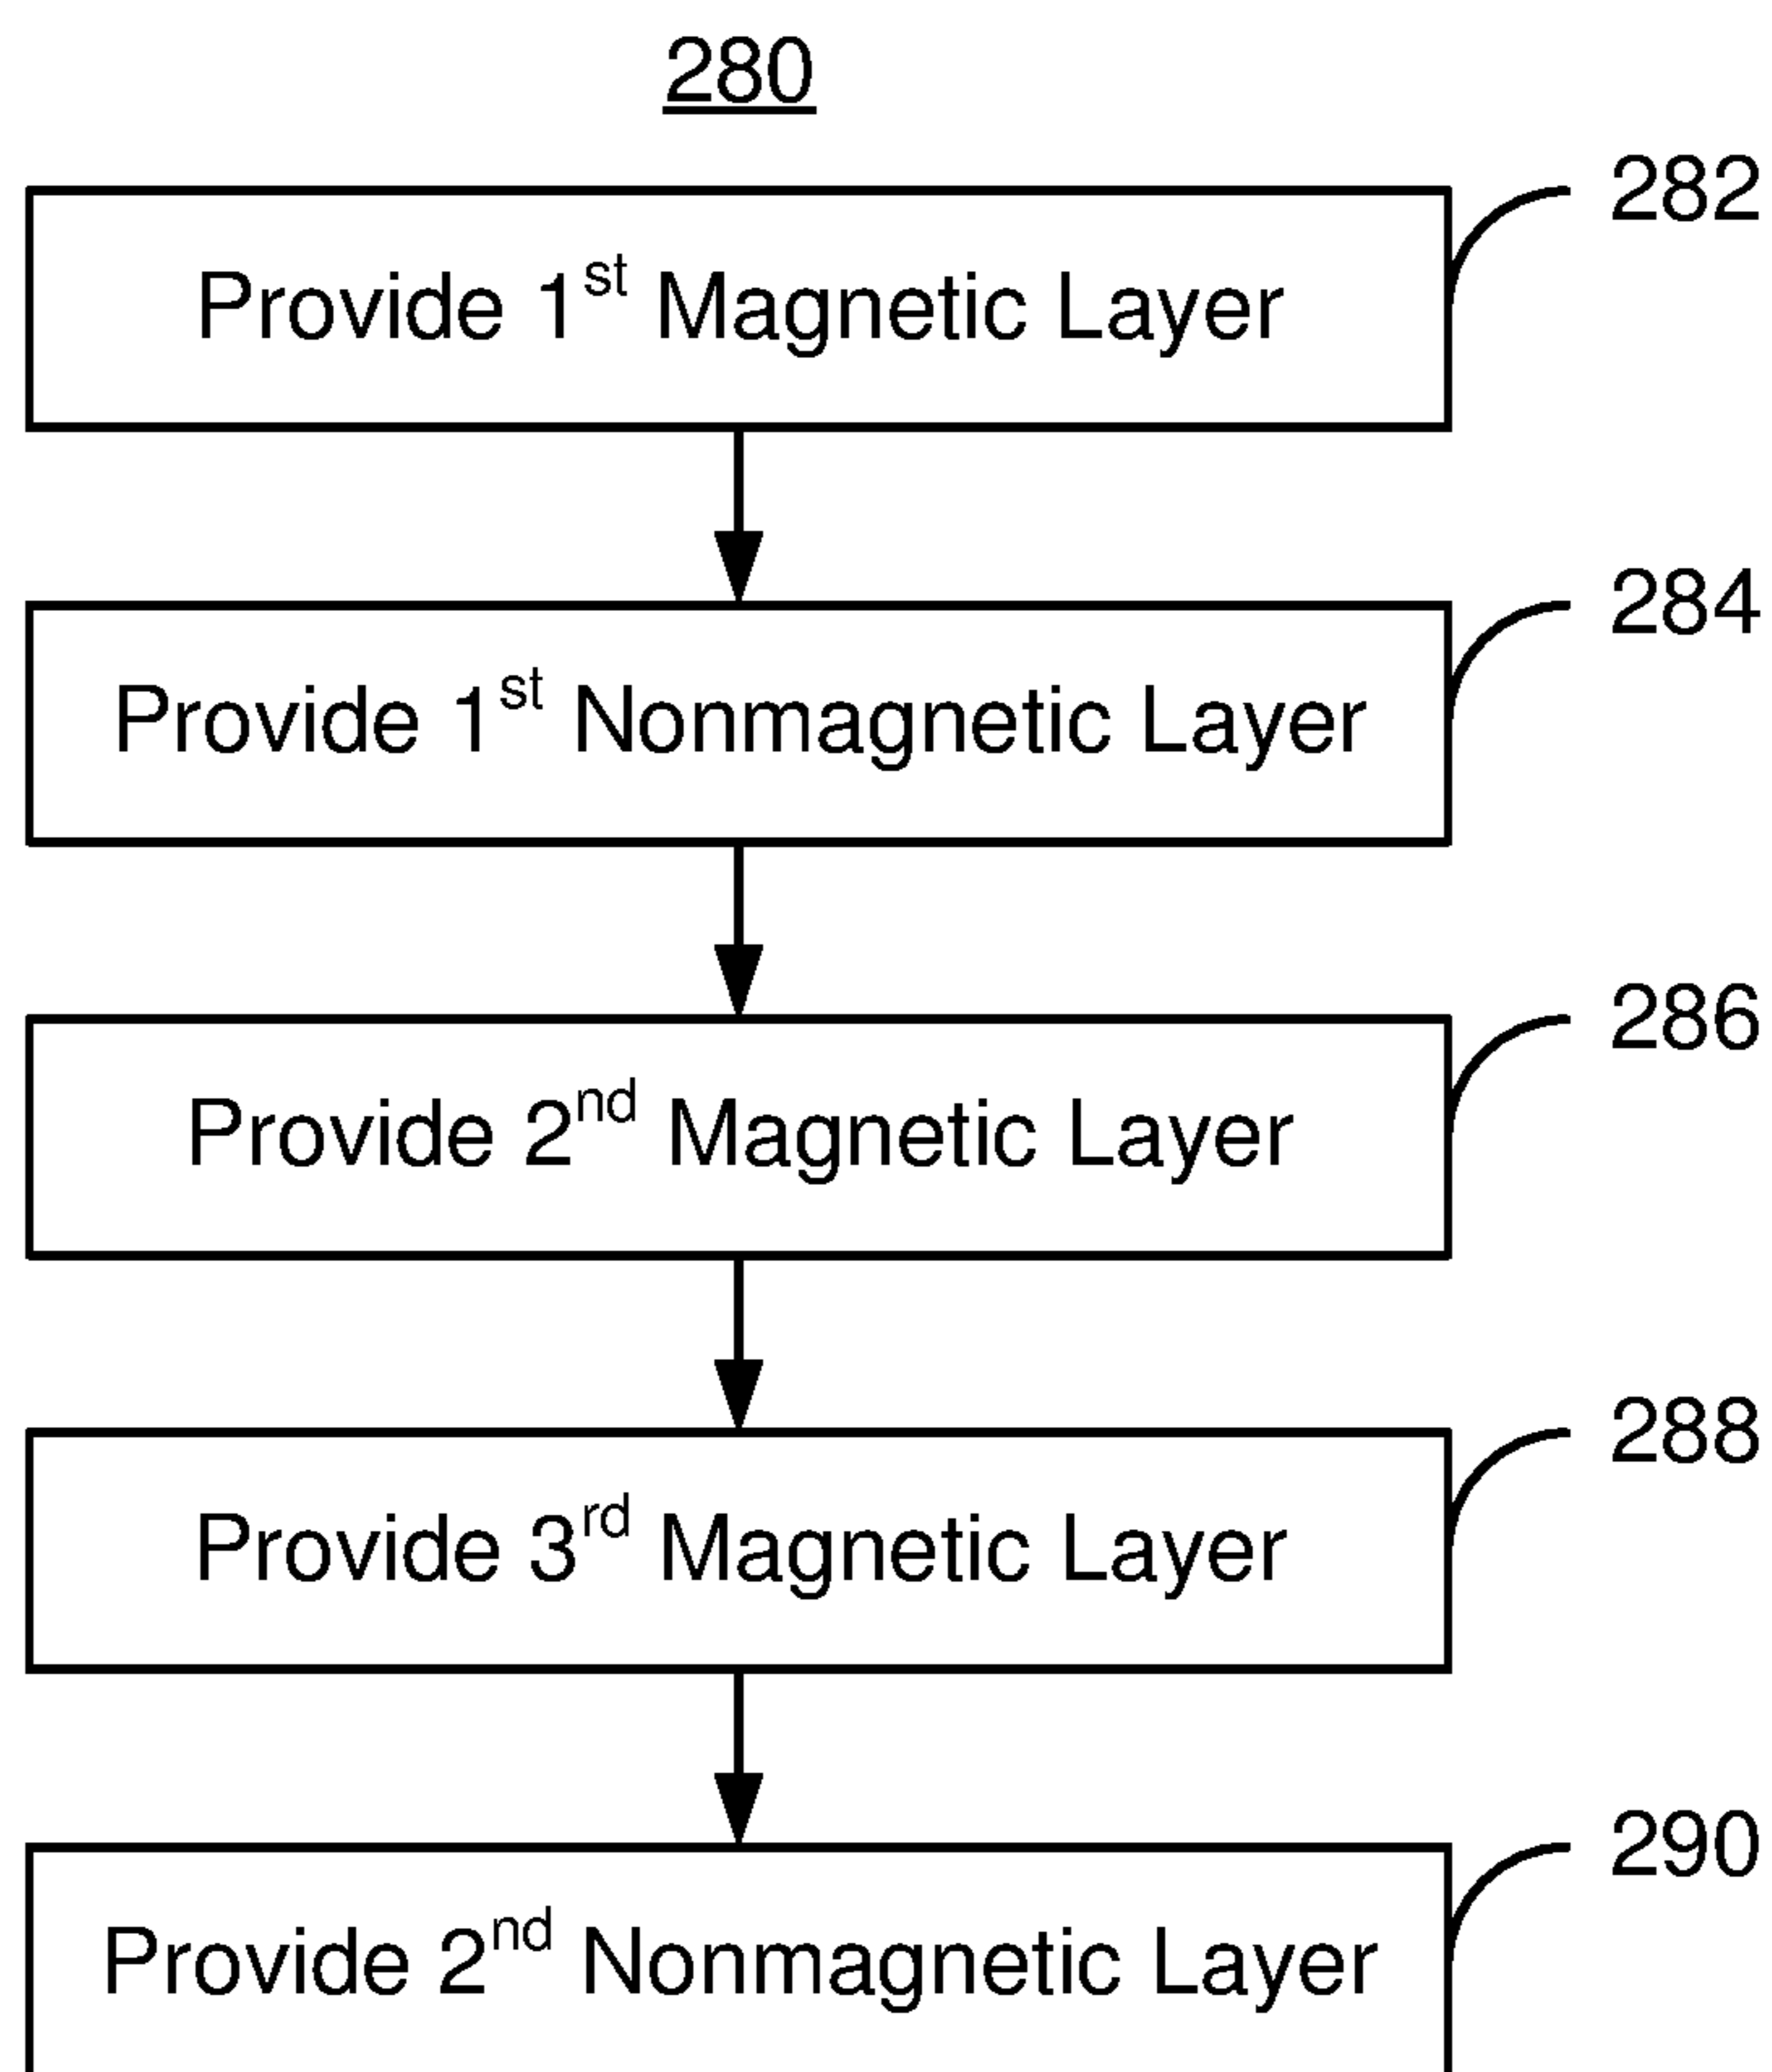 280
282
Provide 1st Magnetic Layer
284
Provide 1st Nonmagnetic Layer
286
Provide 2nd Magnetic Layer
288
Provide 3rd Magnetic Layer
290
Provide 2nd Nonmagnetic Layer